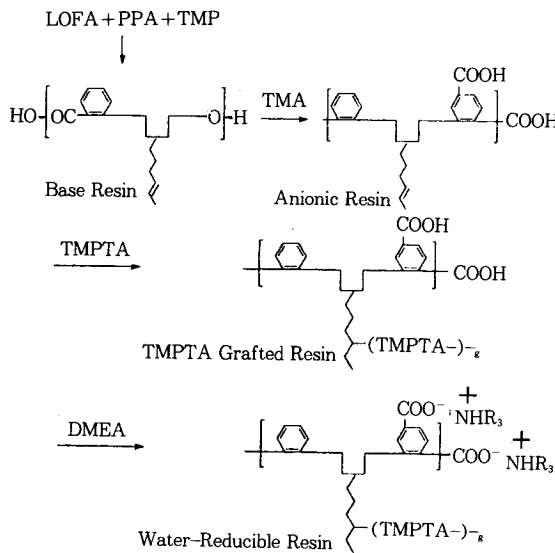 LOFA+PPA+TMP
HO OC O H
TMA
COOH
COOH
Base Resin
Anionic Resin
TMPTA
COOH
COOH
(TMPTA-)-g
TMPTA Grafted Resin
DMEA
COO⁻ +NHR₃
COO⁻ +NHR₃
(TMPTA-)-g
Water-Reducible Resin